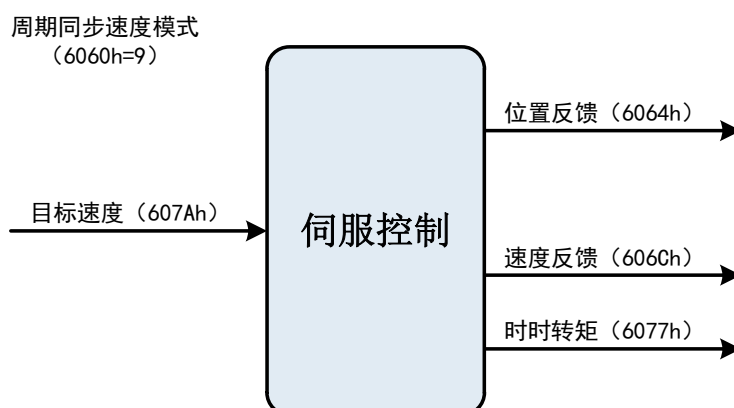 周期同步速度模式
（6060h=9）
位置反馈（6064h）
目标速度（607Ah）
伺服控制
速度反馈（606Ch）
时时转矩（6077h）